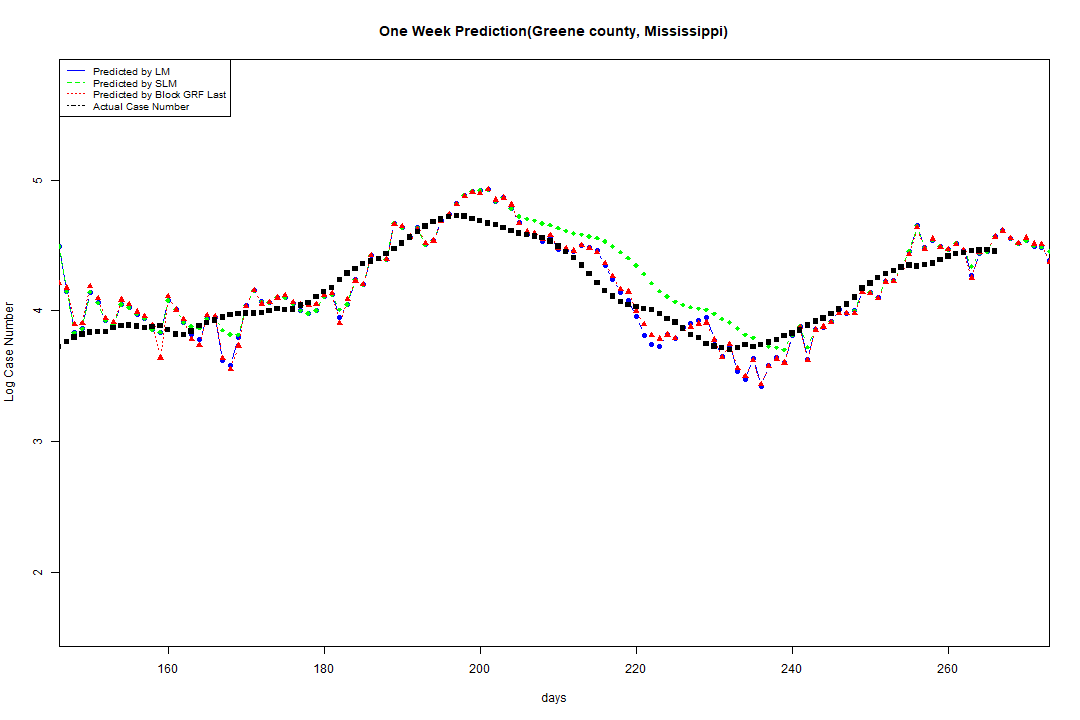 One Week Prediction(Greene county, Mississippi)
Predicted by LM
Predicted by SLM
Predicted by Block GRF Last
Actual Case Number
5
4
3
2
Log Case Number
160 180 200 220 240 260
days